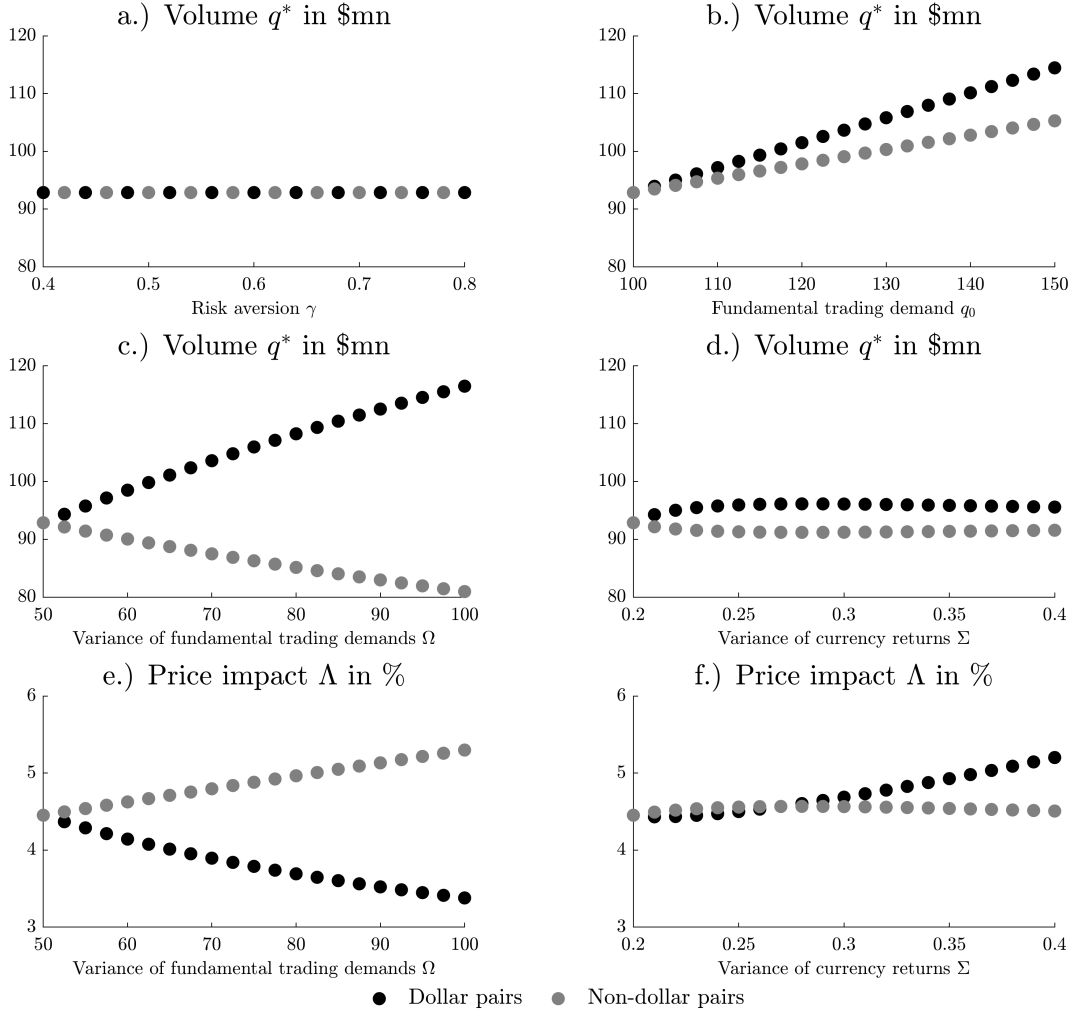 a.) Volume q* in $mn
120
110
100
90
80
0.4 0.5 0.6 0.7 0.8
Risk aversion γ
b.) Volume q* in $mn
120
110
100
90
80
100 110 120 130 140 150
Fundamental trading demand q₀
c.) Volume q* in $mn
120
110
100
90
80
50 60 70 80 90 100
Variance of fundamental trading demands Ω
d.) Volume q* in $mn
120
110
100
90
80
0.2 0.25 0.3 0.35 0.4
Variance of currency returns Σ
e.) Price impact Λ in %
6
5
4
3
50 60 70 80 90 100
Variance of fundamental trading demands Ω
f.) Price impact Λ in %
6
5
4
3
0.2 0.25 0.3 0.35 0.4
Variance of currency returns Σ
Dollar pairs Non-dollar pairs